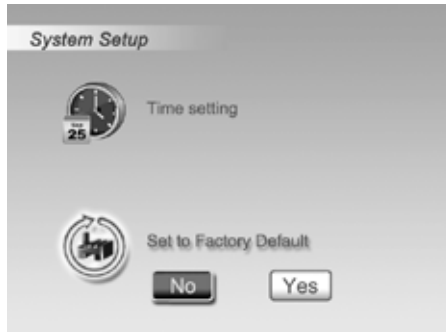 System Setup
Time setting
25
Set to Factory Default
No Yes